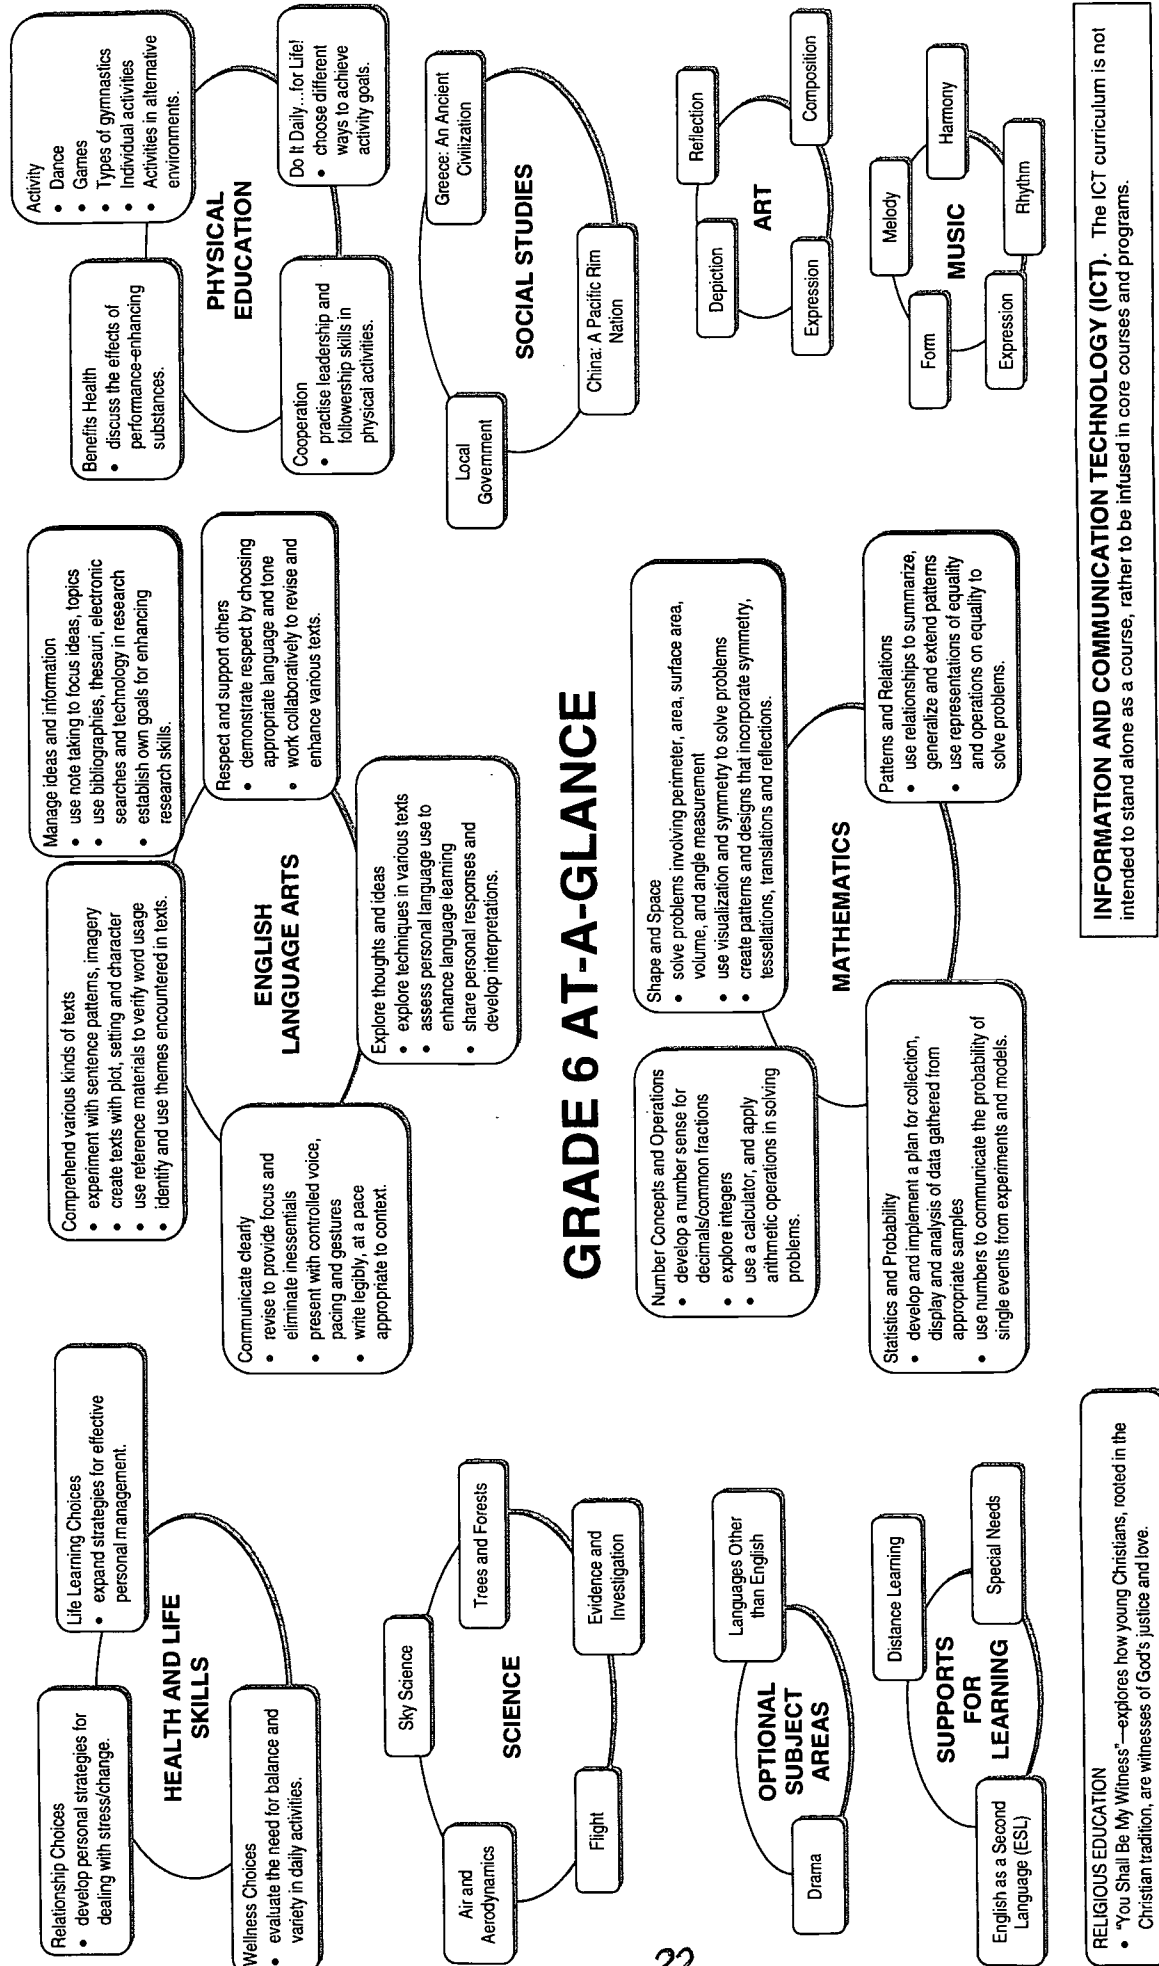 HEALTH AND LIFE
SKILLS
Relationship Choices
• develop personal strategies for
dealing with stress/change.
Life Learning Choices
• expand strategies for effective
personal management.
Wellness Choices
• evaluate the need for balance and
variety in daily activities.
ENGLISH
LANGUAGE ARTS
Comprehend various kinds of texts
• experiment with sentence patterns, imagery
• create texts with plot, setting and character
• use reference materials to verify word usage
• identify and use themes encountered in texts.
Manage ideas and information
• use note taking to focus ideas, topics
• use bibliographies, thesauri, electronic
searches and technology in research
• establish own goals for enhancing
research skills.
Communicate clearly
• revise to provide focus and
eliminate inessentials
• present with controlled voice,
pacing and gestures
• write legibly, at a pace
appropriate to context.
Respect and support others
• demonstrate respect by choosing
appropriate language and tone
• work collaboratively to revise and
enhance various texts.
Explore thoughts and ideas
• explore techniques in various texts
• assess personal language use to
enhance language learning
• share personal responses and
develop interpretations.
PHYSICAL
EDUCATION
Benefits Health
• discuss the effects of
performance-enhancing
substances.
Activity
• Dance
• Games
• Types of gymnastics
• Individual activities
• Activities in alternative
environments.
Cooperation
• practise leadership and
followership skills in
physical activities.
Do It Daily...for Life!
• choose different
ways to achieve
activity goals.
SCIENCE
Sky Science
Air and
Aerodynamics
Trees and Forests
Flight
Evidence and
Investigation
GRADE 6 AT-A-GLANCE
SOCIAL STUDIES
Local
Government
Greece: An Ancient
Civilization
China: A Pacific Rim
Nation
OPTIONAL
SUBJECT
AREAS
Drama
Languages Other
than English
MATHEMATICS
Number Concepts and Operations
• develop a number sense for
decimals/common fractions
• explore integers
• use a calculator, and apply
arithmetic operations in solving
problems.
Shape and Space
• solve problems involving perimeter, area, surface area,
volume, and angle measurement
• use visualization and symmetry to solve problems
• create patterns and designs that incorporate symmetry,
tessellations, translations and reflections.
Statistics and Probability
• develop and implement a plan for collection,
display and analysis of data gathered from
appropriate samples
• use numbers to communicate the probability of
single events from experiments and models.
Patterns and Relations
• use relationships to summarize,
generalize and extend patterns
• use representations of equality
and operations on equality to
solve problems.
ART
Depiction
Reflection
Expression
Composition
SUPPORTS
FOR
LEARNING
English as a Second
Language (ESL)
Distance Learning
Special Needs
MUSIC
Form
Melody
Harmony
Expression
Rhythm
RELIGIOUS EDUCATION
• "You Shall Be My Witness"—explores how young Christians, rooted in the
Christian tradition, are witnesses of God's justice and love.
INFORMATION AND COMMUNICATION TECHNOLOGY (ICT). The ICT curriculum is not
intended to stand alone as a course, rather to be infused in core courses and programs.